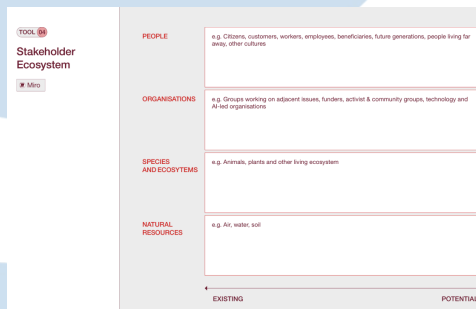 TOOL 04
Stakeholder
Ecosystem
Miro
PEOPLE
e.g. Citizens, customers, workers, employees, beneficiaries, future generations, people living far
away, other cultures
ORGANISATIONS
e.g. Groups working on adjacent issues, funders, activist & community groups, technology and
AI-led organisations
SPECIES
AND ECOSYTEMS
e.g. Animals, plants and other living ecosystem
NATURAL
RESOURCES
e.g. Air, water, soil
EXISTING
POTENTIAL